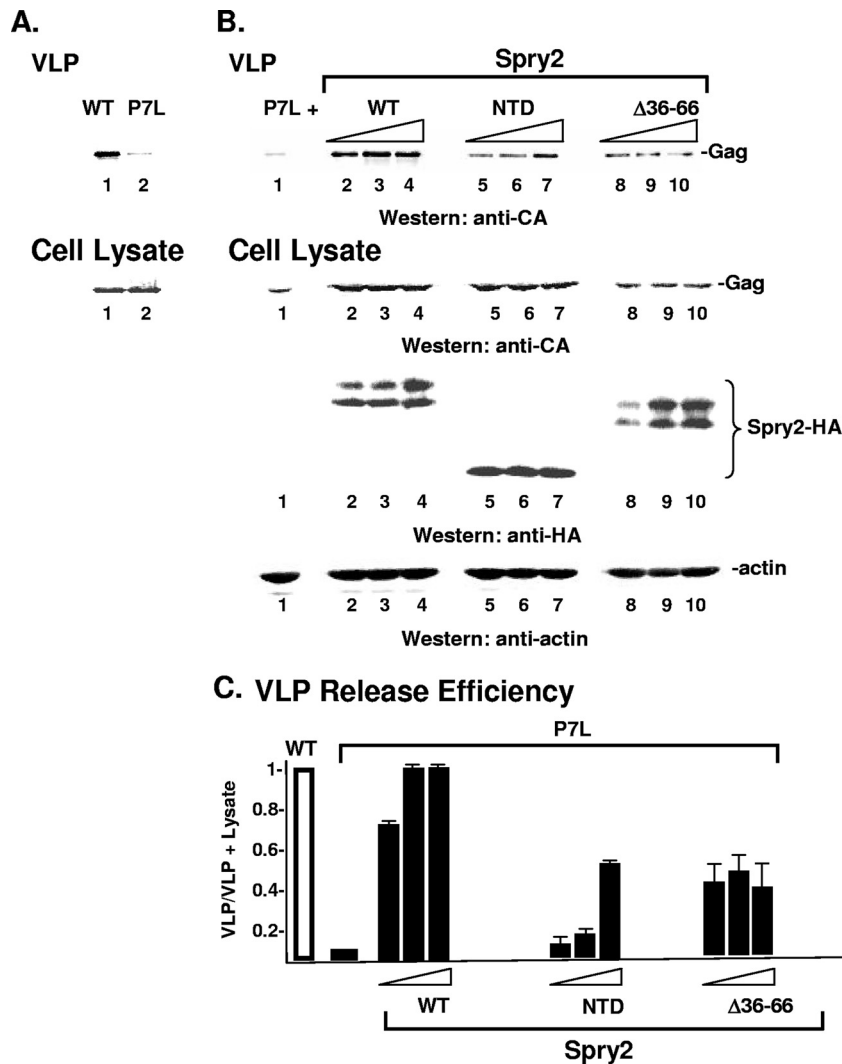 A.
VLP
WT P7L
1 2
Cell Lysate
1 2
B.
VLP
Spry2
P7L + WT NTD Δ36-66
-Gag
1 2 3 4 5 6 7 8 9 10
Western: anti-CA
Cell Lysate
-Gag
1 2 3 4 5 6 7 8 9 10
Western: anti-CA
Spry2-HA
1 2 3 4 5 6 7 8 9 10
Western: anti-HA
-actin
1 2 3 4 5 6 7 8 9 10
Western: anti-actin
C. VLP Release Efficiency
P7L
WT
VLP/VLP + Lysate
1-
0.8-
0.6-
0.4-
0.2-
WT NTD Δ36-66
Spry2